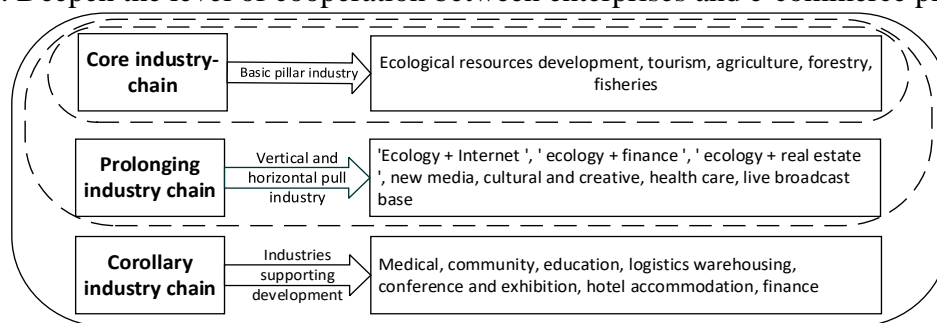 . Deepen the level of cooperation between enterprises and e-commerce
Core industry-
chain
Basic pillar industry
Ecological resources development, tourism, agriculture, forestry,
fisheries
Prolonging
industry chain
Vertical and
horizontal pull
industry
'Ecology + Internet ', ' ecology + finance ', ' ecology + real estate
', new media, cultural and creative, health care, live broadcast
base
Corollary
industry chain
Industries
supporting
development
Medical, community, education, logistics warehousing,
conference and exhibition, hotel accommodation, finance